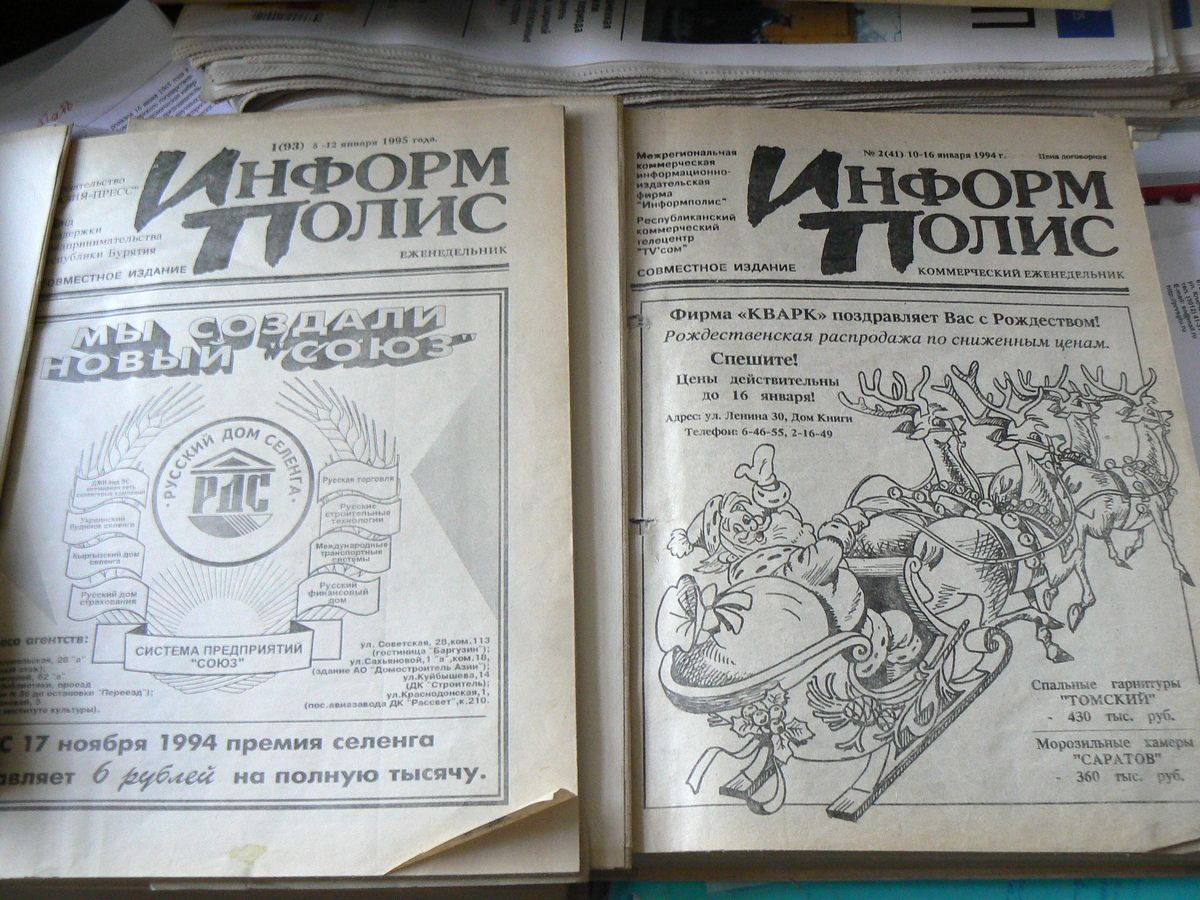 1(93) 5 -12 января 1995 года.
ИНФОРМ
ПОЛИС
ЕЖЕНЕДЕЛЬНИК
СОВМЕСТНОЕ ИЗДАНИЕ
МЫ СОЗДАЛИ
НОВЫЙ "СОЮЗ"
РУССКИЙ ДОМ СЕЛЕНГА
РДС
Украинский
будинок селенга
Кыргызский дом
селенга
Русский дом
страхования
Русская торговля
Русские
строительные
технологии
Международные
транспортные
системы
Русский
финансовый
дом
СИСТЕМА ПРЕДПРИЯТИЙ
"СОЮЗ"
агентств:
ул. Советская, 28,ком.113
(гостиница "Баргузин");
ул.Сахьяновой,1 "а",ком.18,
(здание АО "Домостроитель Азии");
ул.Куйбышева,14
(ДК "Строитель);
ул.Краснодонская,1,
(пос.авиазавода ДК "Рассвет",к.210.
С 17 ноября 1994 премия селенга
6 рублей на полную тысячу.
№ 2(41) 10-16 января 1994 г.
Цена договорная
Межрегиональная
коммерческая
информационно-
издательская
фирма
"Информполис"
Республиканский
коммерческий
телецентр
"TV'сом"
СОВМЕСТНОЕ ИЗДАНИЕ
ИНФОРМ
ПОЛИС
КОММЕРЧЕСКИЙ ЕЖЕНЕДЕЛЬНИК
Фирма «КВАРК» поздравляет Вас с Рождеством!
Рождественская распродажа по сниженным ценам.
Спешите!
Цены действительны
до 16 января!
Адрес: ул. Ленина 30, Дом Книги
Телефон: 6-46-55, 2-16-49
Спальные гарнитуры
"ТОМСКИЙ"
- 430 тыс. руб.
Морозильные камеры
"САРАТОВ"
- 360 тыс. руб.